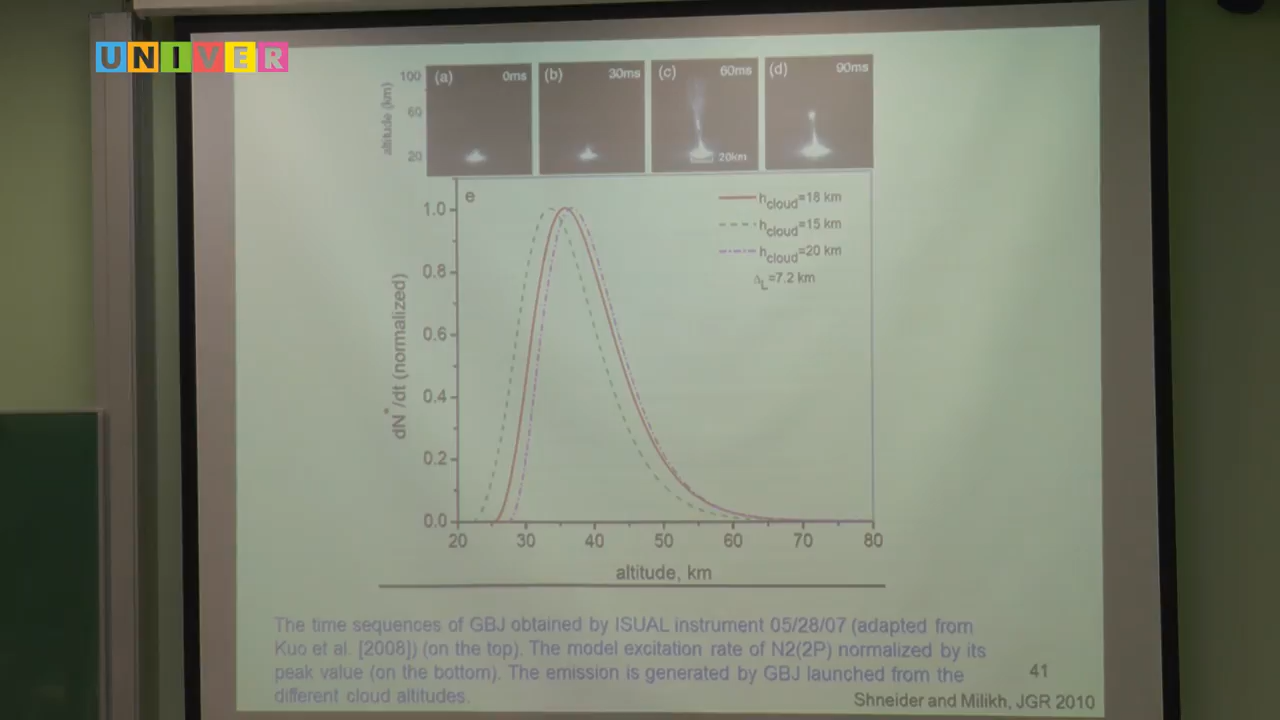 UNIVER
100 (a) 0ms (b) 30ms (c) 60ms (d) 90ms
altitude (km)
60
20 20km
e
h_cloud=18 km
h_cloud=15 km
h_cloud=20 km
Δ_L=7.2 km
1.0
0.8
0.6
0.4
0.2
0.0
dN*/dt (normalized)
20 30 40 50 60 70 80
altitude, km
The time sequences of GBJ obtained by ISUAL instrument 05/28/07 (adapted from
Kuo et al. [2008]) (on the top). The model excitation rate of N2(2P) normalized by its
peak value (on the bottom). The emission is generated by GBJ launched from the
different cloud altitudes.
41
Shneider and Milikh, JGR 2010